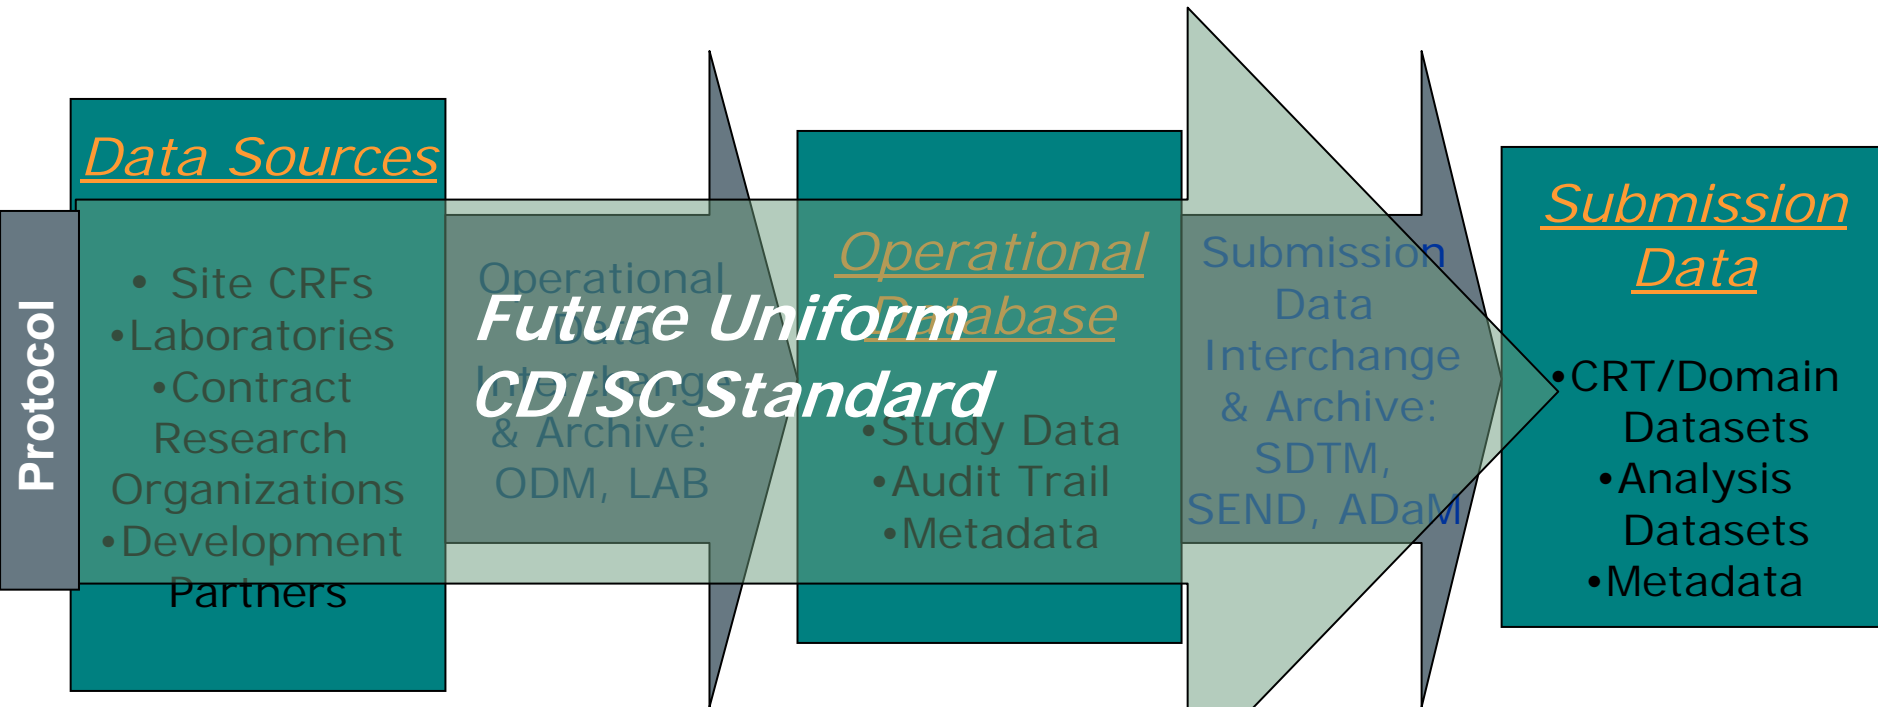 Protocol
Data Sources
• Site CRFs
•Laboratories
•Contract
Research
Organizations
•Development
Partners
Operational
Data
Interchange
& Archive:
ODM, LAB
Future Uniform
CDISC Standard
Operational
Database
•Study Data
•Audit Trail
•Metadata
Submission
Data
Interchange
& Archive:
SDTM,
SEND, ADaM
Submission
Data
•CRT/Domain
Datasets
•Analysis
Datasets
•Metadata